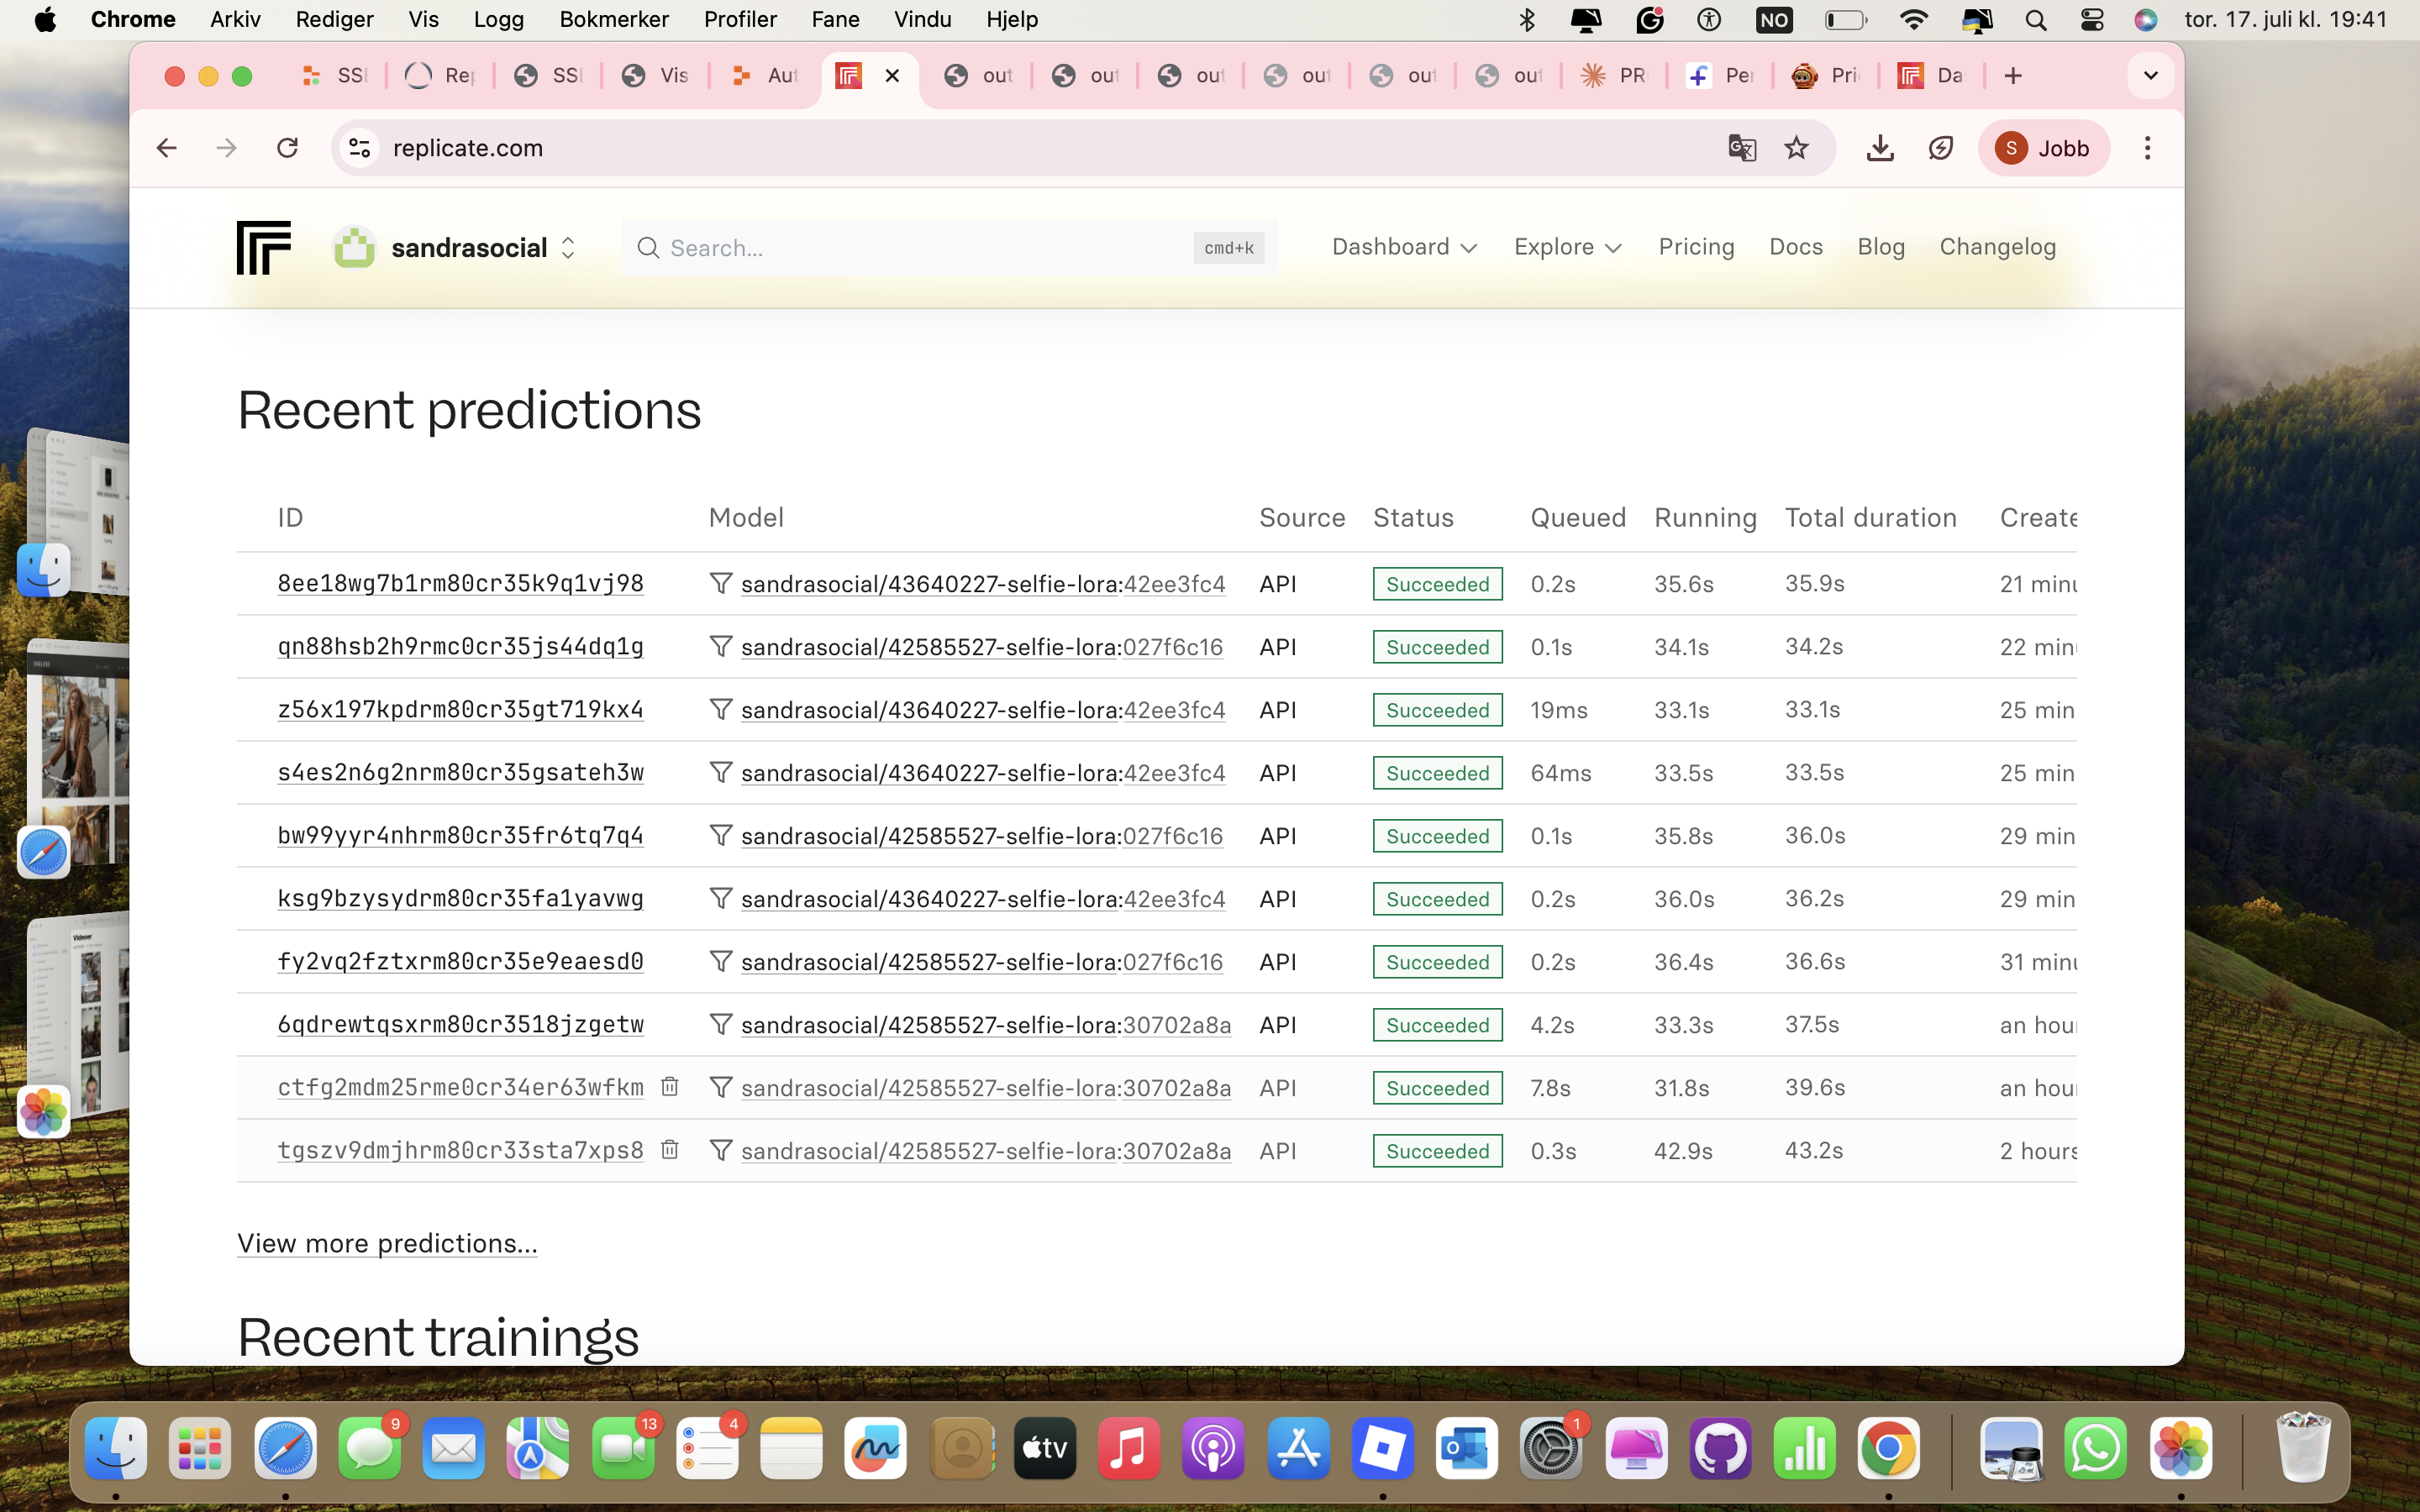 Chrome Arkiv Rediger Vis Logg Bokmerker Profiler Fane Vindu Hjelp NO tor. 17. juli kl. 19:41
Vis Aut out out out out out out PR Da
replicate.com S Jobb
sandrasocial Search... cmd+k Dashboard Explore Pricing Docs Blog Changelog
Recent predictions
ID Model Source Status Queued Running Total duration Create
8ee18wg7b1rm80cr35k9q1vj98 sandrasocial/43640227-selfie-lora:42ee3fc4 API Succeeded 0.2s 35.6s 35.9s 21 minu
qn88hsb2h9rmc0cr35js44dq1g sandrasocial/42585527-selfie-lora:027f6c16 API Succeeded 0.1s 34.1s 34.2s 22 min
z56x197kpdrm80cr35gt719kx4 sandrasocial/43640227-selfie-lora:42ee3fc4 API Succeeded 19ms 33.1s 33.1s 25 min
s4es2n6g2nrm80cr35gsateh3w sandrasocial/43640227-selfie-lora:42ee3fc4 API Succeeded 64ms 33.5s 33.5s 25 min
bw99yyr4nhrm80cr35fr6tq7q4 sandrasocial/42585527-selfie-lora:027f6c16 API Succeeded 0.1s 35.8s 36.0s 29 min
ksg9bzysydrm80cr35fa1yavwg sandrasocial/43640227-selfie-lora:42ee3fc4 API Succeeded 0.2s 36.0s 36.2s 29 min
fy2vq2fztxrm80cr35e9eaesd0 sandrasocial/42585527-selfie-lora:027f6c16 API Succeeded 0.2s 36.4s 36.6s 31 minu
6qdrewtqsxrm80cr3518jzgetw sandrasocial/42585527-selfie-lora:30702a8a API Succeeded 4.2s 33.3s 37.5s an hou
ctfg2mdm25rme0cr34er63wfkm sandrasocial/42585527-selfie-lora:30702a8a API Succeeded 7.8s 31.8s 39.6s an hou
tgszv9dmjhrm80cr33sta7xps8 sandrasocial/42585527-selfie-lora:30702a8a API Succeeded 0.3s 42.9s 43.2s 2 hours
View more predictions...
Recent trainings
9 13 4 tv 1